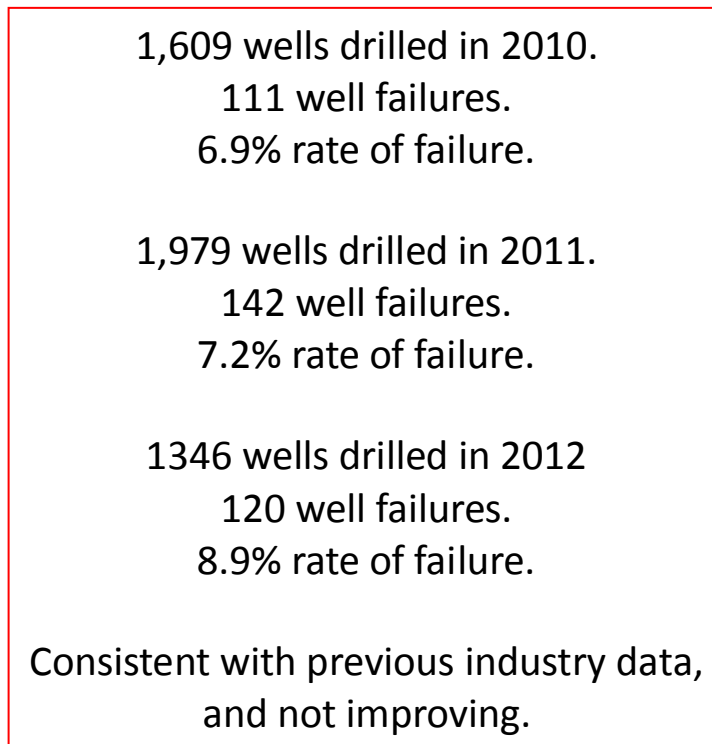 1,609 wells drilled in 2010.
111 well failures.
6.9% rate of failure.
1,979 wells drilled in 2011.
142 well failures.
7.2% rate of failure.
1346 wells drilled in 2012
120 well failures.
8.9% rate of failure.
Consistent with previous industry data,
and not improving.